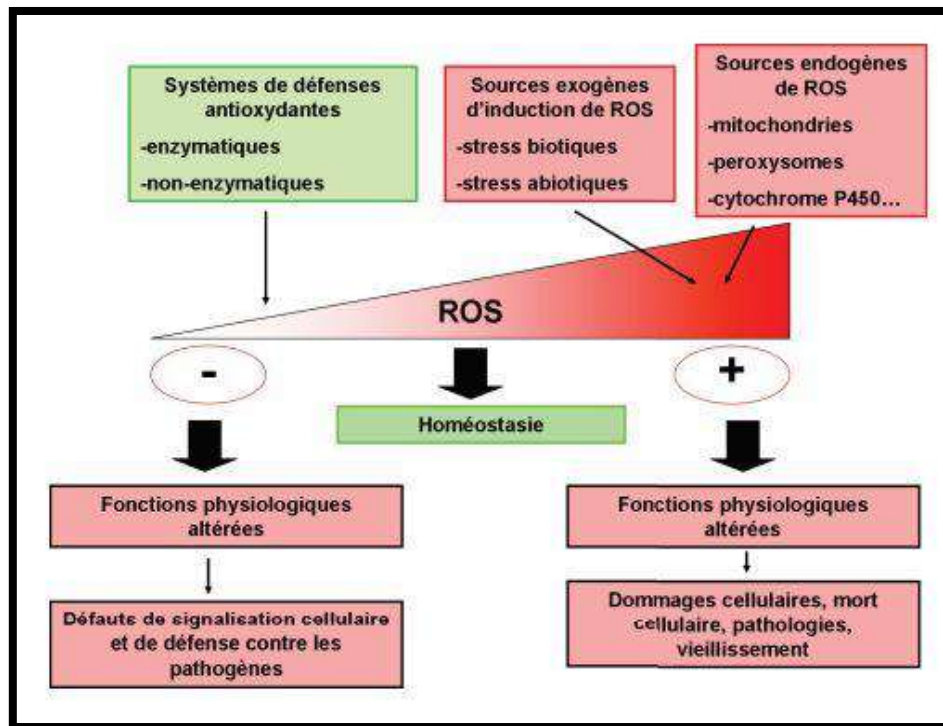 Systèmes de défenses
antioxydantes
-enzymatiques
-non-enzymatiques
Sources exogènes
d'induction de ROS
-stress biotiques
-stress abiotiques
Sources endogènes
de ROS
-mitochondries
-peroxysomes
-cytochrome P450…
ROS
-
+
Homéostasie
Fonctions physiologiques
altérées
Défauts de signalisation cellulaire
et de défense contre les
pathogènes
Fonctions physiologiques
altérées
Dommages cellulaires, mort
cellulaire, pathologies,
vieillissement